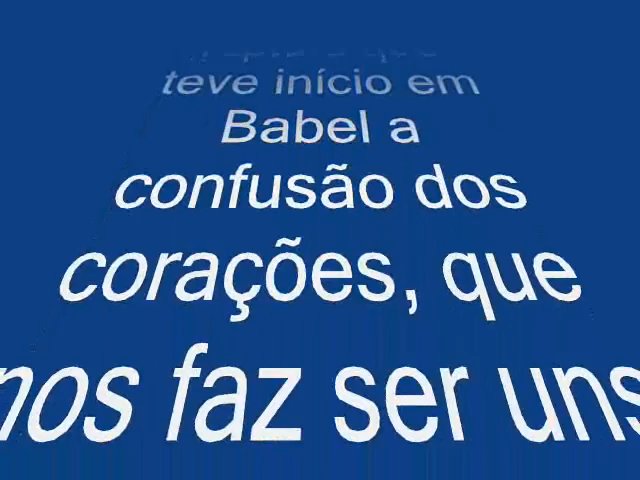 teve início em
Babel a
confusão dos
corações, que
nos faz ser uns